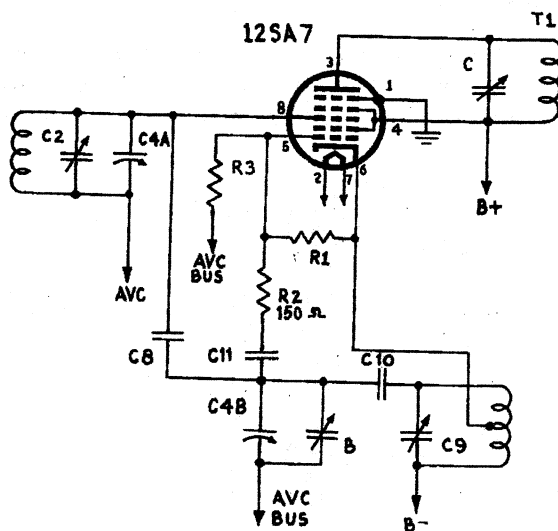 12SA7
T1
3
1
C
8
4
C2
C4A
5
R3
2
7
6
B+
AVC
BUS
R1
AVC
R2
150 Ω
C8
C11
C10
C4B
B
C9
AVC
BUS
B-